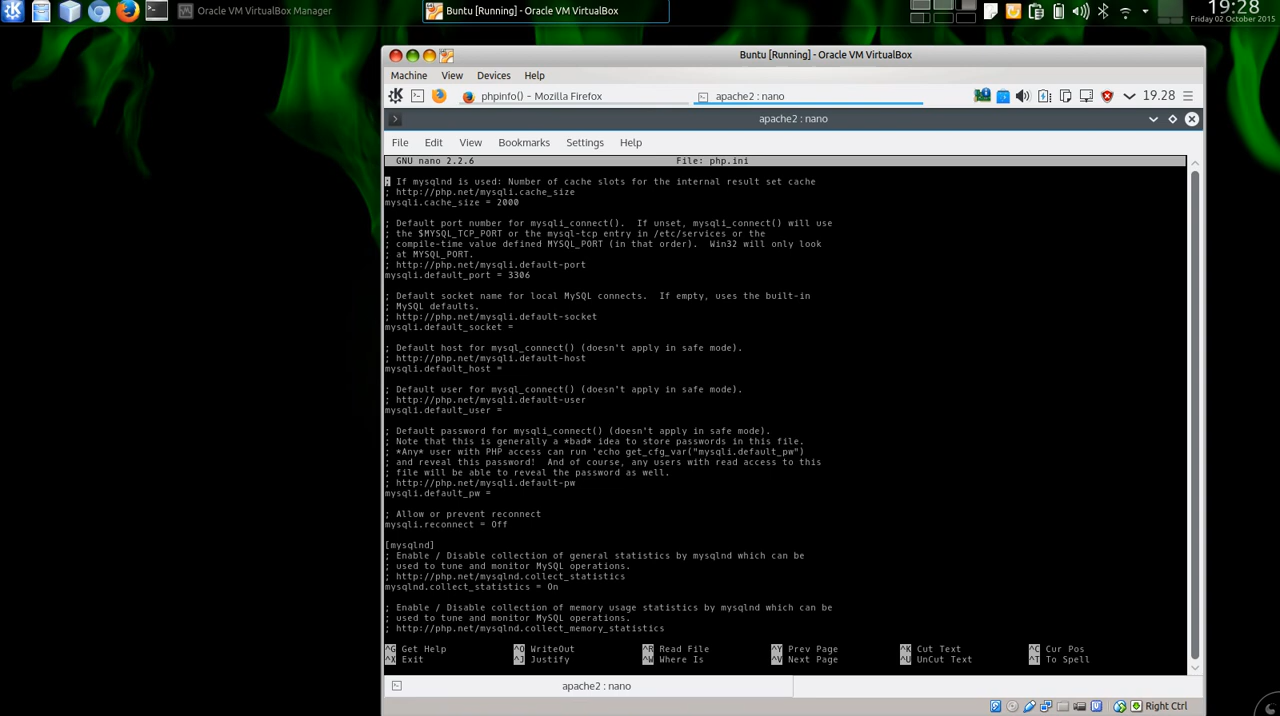 Oracle VM VirtualBox Manager
Buntu [Running] - Oracle VM VirtualBox
19:28
Friday 02 October 2015
Buntu [Running] - Oracle VM VirtualBox
Machine View Devices Help
phpinfo() - Mozilla Firefox
apache2 : nano
19.28
apache2 : nano
File Edit View Bookmarks Settings Help
GNU nano 2.2.6 File: php.ini
; If mysqlnd is used: Number of cache slots for the internal result set cache
; http://php.net/mysqli.cache_size
mysqli.cache_size = 2000
; Default port number for mysqli_connect(). If unset, mysqli_connect() will use
; the $MYSQL_TCP_PORT or the mysql-tcp entry in /etc/services or the
; compile-time value defined MYSQL_PORT (in that order). Win32 will only look
; at MYSQL_PORT.
; http://php.net/mysqli.default-port
mysqli.default_port = 3306
; Default socket name for local MySQL connects. If empty, uses the built-in
; MySQL defaults.
; http://php.net/mysqli.default-socket
mysqli.default_socket =
; Default host for mysql_connect() (doesn't apply in safe mode).
; http://php.net/mysqli.default-host
mysqli.default_host =
; Default user for mysql_connect() (doesn't apply in safe mode).
; http://php.net/mysqli.default-user
mysqli.default_user =
; Default password for mysqli_connect() (doesn't apply in safe mode).
; Note that this is generally a *bad* idea to store passwords in this file.
; *Any* user with PHP access can run 'echo get_cfg_var("mysqli.default_pw")
; and reveal this password! And of course, any users with read access to this
; file will be able to reveal the password as well.
; http://php.net/mysqli.default-pw
mysqli.default_pw =
; Allow or prevent reconnect
mysqli.reconnect = Off
[mysqlnd]
; Enable / Disable collection of general statistics by mysqlnd which can be
; used to tune and monitor MySQL operations.
; http://php.net/mysqlnd.collect_statistics
mysqlnd.collect_statistics = On
; Enable / Disable collection of memory usage statistics by mysqlnd which can be
; used to tune and monitor MySQL operations.
; http://php.net/mysqlnd.collect_memory_statistics
^G Get Help ^O WriteOut ^R Read File ^Y Prev Page ^K Cut Text ^C Cur Pos
^X Exit ^J Justify ^W Where Is ^V Next Page ^U UnCut Text ^T To Spell
apache2 : nano
Right Ctrl